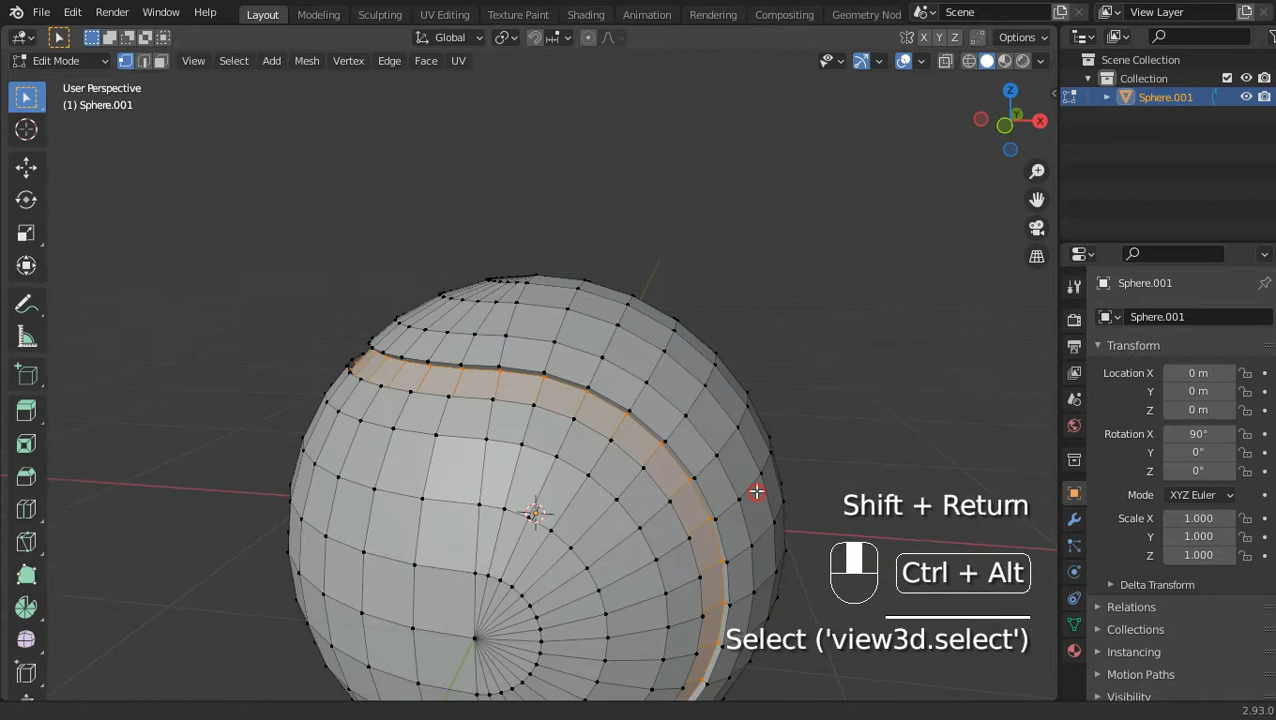 File Edit Render Window Help Layout Modeling Sculpting UV Editing Texture Paint Shading Animation Rendering Compositing Geometry Nod Scene View Layer
Global Options X Y Z
Edit Mode View Select Add Mesh Vertex Edge Face UV
User Perspective
(1) Sphere.001
Z
Y
X
Scene Collection
Collection
Sphere.001
Sphere.001
Sphere.001
Transform
Location X 0 m
Y 0 m
Z 0 m
Rotation X 90°
Y 0°
Z 0°
Mode XYZ Euler
Scale X 1.000
Y 1.000
Z 1.000
Delta Transform
Relations
Collections
Instancing
Motion Paths
Visibility
Shift + Return
Ctrl + Alt
Select ('view3d.select')
2.93.0